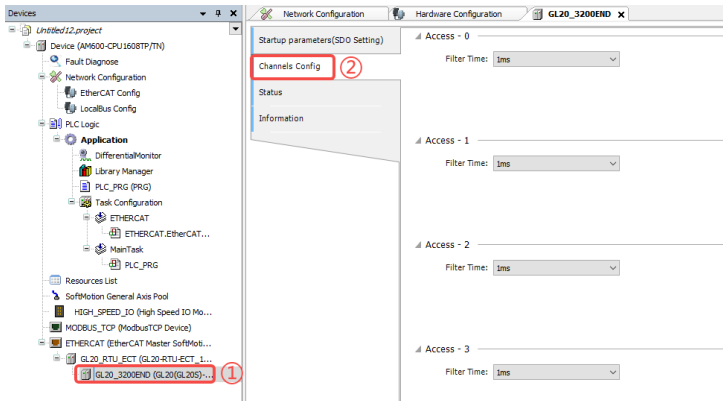 Devices
Untitled12.project
Device (AM600-CPU1608TP/TN)
Fault Diagnose
Network Configuration
EtherCAT Config
LocalBus Config
PLC Logic
Application
DifferentialMonitor
Library Manager
PLC_PRG (PRG)
Task Configuration
ETHERCAT
ETHERCAT.EtherCAT...
MainTask
PLC_PRG
Resources List
SoftMotion General Axis Pool
HIGH_SPEED_IO (High Speed IO Mo...
MODBUS_TCP (ModbusTCP Device)
ETHERCAT (EtherCAT Master SoftMoti...
GL20_RTU_ECT (GL20-RTU-ECT_1...
GL20_3200END (GL20(GL20S)-...
①
Network Configuration
Hardware Configuration
GL20_3200END
Startup parameters(SDO Setting)
Channels Config
②
Status
Information
Access - 0
Filter Time: 1ms
Access - 1
Filter Time: 1ms
Access - 2
Filter Time: 1ms
Access - 3
Filter Time: 1ms